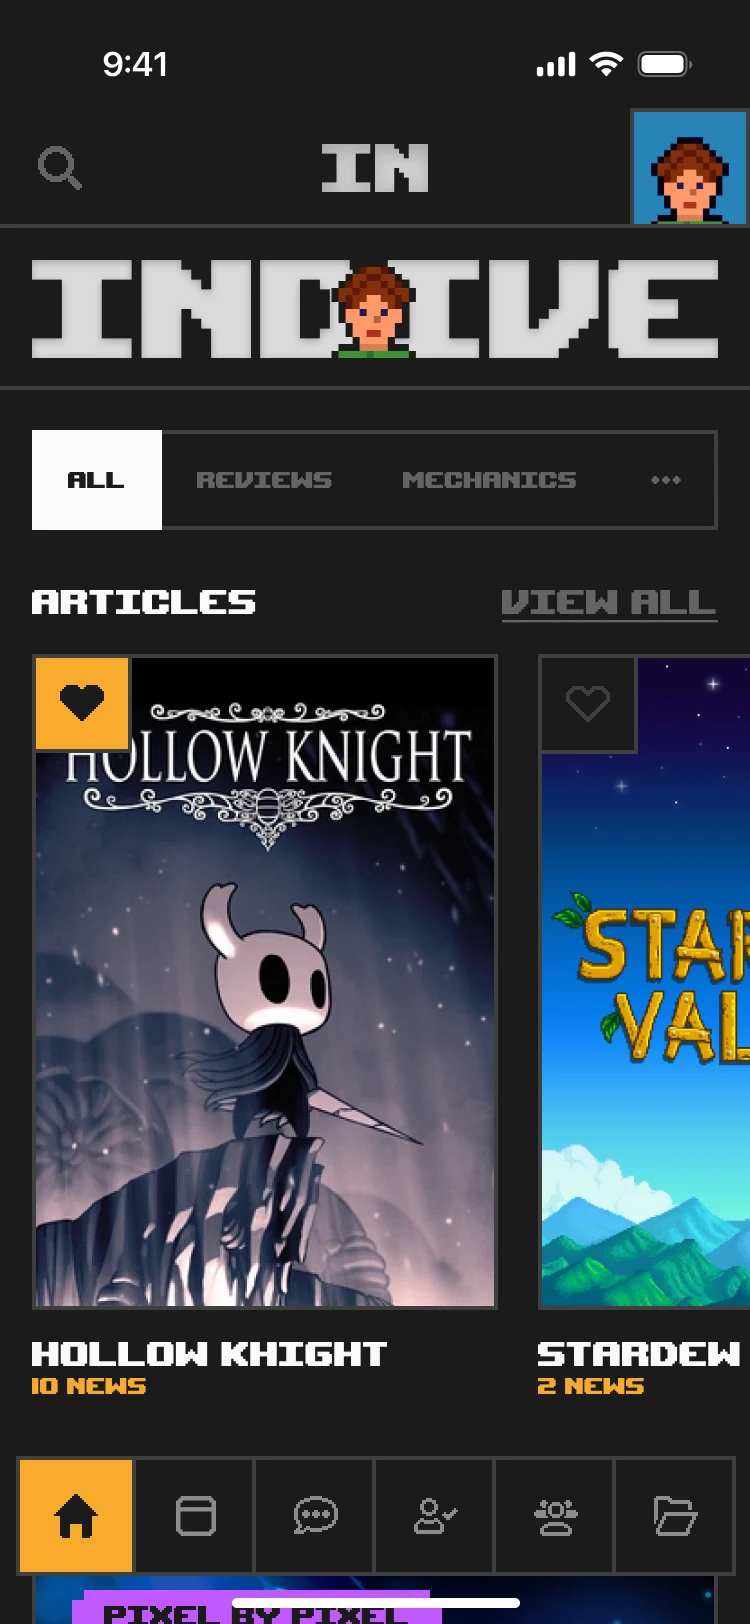 9:41
IN
INDIVE
ALL REVIEWS MECHANICS ...
ARTICLES VIEW ALL
HOLLOW KNIGHT
STAR
VAL
HOLLOW KHIGHT STARDEW
10 NEWS 2 NEWS
PIXEL BY PIXEL